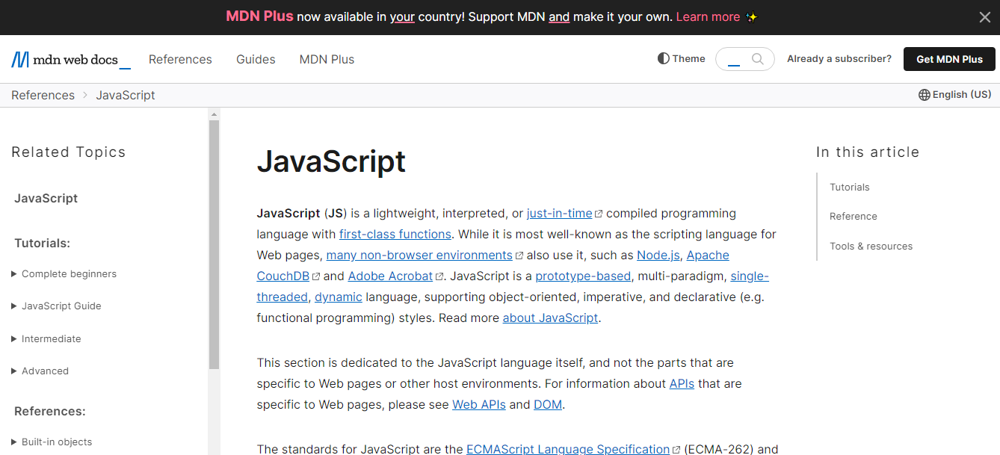 MDN Plus now available in your country! Support MDN and make it your own. Learn more ✨
mdn web docs_
References
Guides
MDN Plus
Theme
Already a subscriber?
Get MDN Plus
References > JavaScript
English (US)
Related Topics
JavaScript
Tutorials:
Complete beginners
JavaScript Guide
Intermediate
Advanced
References:
Built-in objects
JavaScript
JavaScript (JS) is a lightweight, interpreted, or just-in-time compiled programming
language with first-class functions. While it is most well-known as the scripting language for
Web pages, many non-browser environments also use it, such as Node.js, Apache
CouchDB and Adobe Acrobat. JavaScript is a prototype-based, multi-paradigm, single-
threaded, dynamic language, supporting object-oriented, imperative, and declarative (e.g.
functional programming) styles. Read more about JavaScript.
This section is dedicated to the JavaScript language itself, and not the parts that are
specific to Web pages or other host environments. For information about APIs that are
specific to Web pages, please see Web APIs and DOM.
The standards for JavaScript are the ECMAScript Language Specification (ECMA-262) and
In this article
Tutorials
Reference
Tools & resources